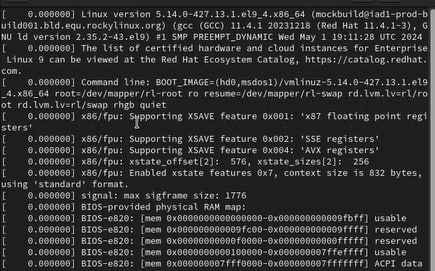 [    0.000000] Linux version 5.14.0-427.13.1.el9_4.x86_64 (mockbuild@iad1-prod-b
uild001.bld.equ.rockylinux.org) (gcc (GCC) 11.4.1 20231218 (Red Hat 11.4.1-3), G
NU ld version 2.35.2-43.el9) #1 SMP PREEMPT_DYNAMIC Wed May 1 19:11:28 UTC 2024
[    0.000000] The list of certified hardware and cloud instances for Enterprise
 Linux 9 can be viewed at the Red Hat Ecosystem Catalog, https://catalog.redhat.
com.
[    0.000000] Command line: BOOT_IMAGE=(hd0,msdos1)/vmlinuz-5.14.0-427.13.1.el9
_4.x86_64 root=/dev/mapper/rl-root ro resume=/dev/mapper/rl-swap rd.lvm.lv=rl/ro
ot rd.lvm.lv=rl/swap rhgb quiet
[    0.000000] x86/fpu: Supporting XSAVE feature 0x001: 'x87 floating point regi
sters'
[    0.000000] x86/fpu: Supporting XSAVE feature 0x002: 'SSE registers'
[    0.000000] x86/fpu: Supporting XSAVE feature 0x004: 'AVX registers'
[    0.000000] x86/fpu: xstate_offset[2]:  576, xstate_sizes[2]:  256
[    0.000000] x86/fpu: Enabled xstate features 0x7, context size is 832 bytes,
using 'standard' format.
[    0.000000] signal: max sigframe size: 1776
[    0.000000] BIOS-provided physical RAM map:
[    0.000000] BIOS-e820: [mem 0x0000000000000000-0x000000000009fbff] usable
[    0.000000] BIOS-e820: [mem 0x000000000009fc00-0x000000000009ffff] reserved
[    0.000000] BIOS-e820: [mem 0x00000000000f0000-0x00000000000fffff] reserved
[    0.000000] BIOS-e820: [mem 0x0000000000100000-0x000000007ffeffff] usable
[    0.000000] BIOS-e820: [mem 0x000000007fff0000-0x000000007fffffff] ACPI data